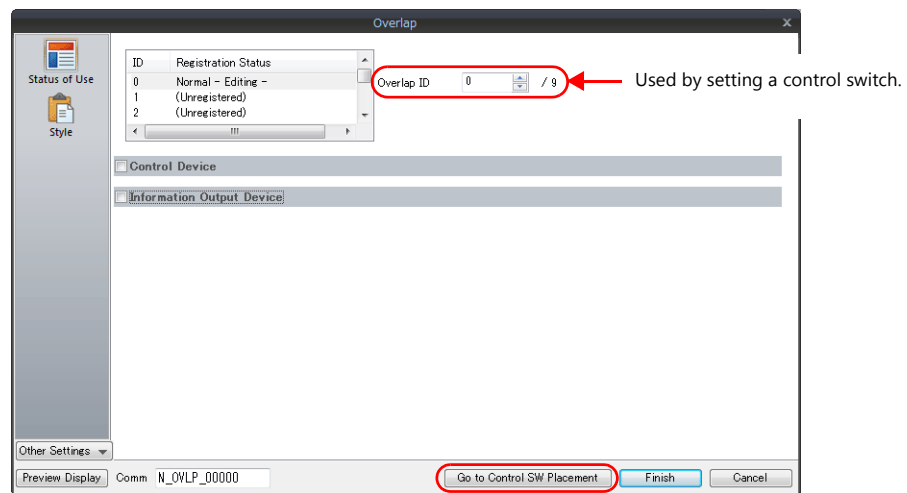 Overlap x
Status of Use
Style
ID Registration Status
0 Normal - Editing -
1 (Unregistered)
2 (Unregistered)
Overlap ID 0 / 9
Used by setting a control switch.
Control Device
Information Output Device
Other Settings
Preview Display Comm N_OVLP_00000 Go to Control SW Placement Finish Cancel